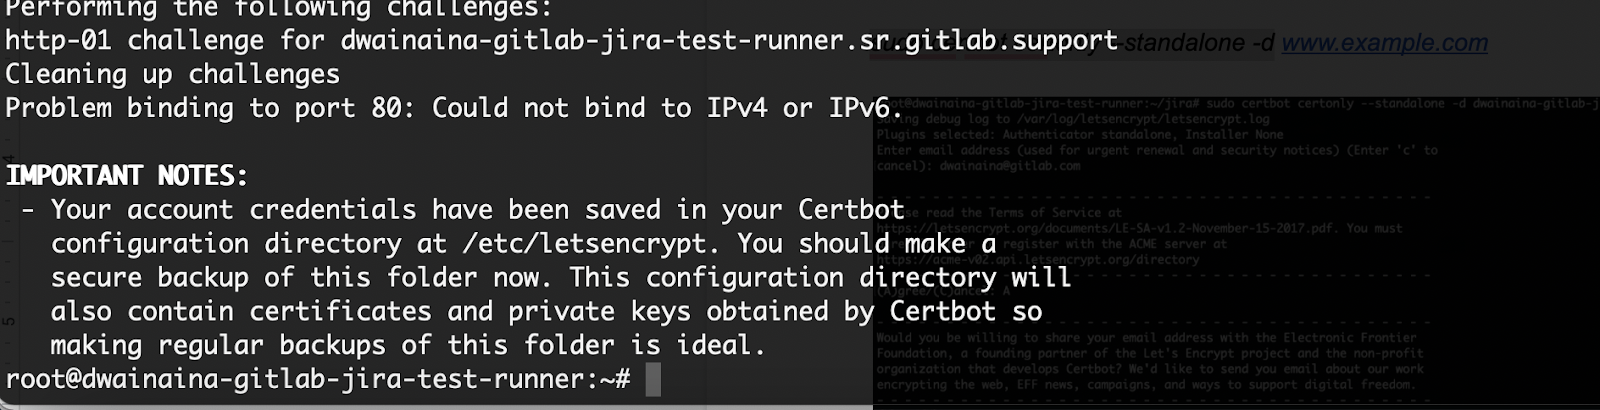 Performing the following challenges:
http-01 challenge for dwainaina-gitlab-jira-test-runner.sr.gitlab.support
Cleaning up challenges
Problem binding to port 80: Could not bind to IPv4 or IPv6.
IMPORTANT NOTES:
- Your account credentials have been saved in your Certbot
configuration directory at /etc/letsencrypt. You should make a
secure backup of this folder now. This configuration directory will
also contain certificates and private keys obtained by Certbot so
making regular backups of this folder is ideal.
root@dwainaina-gitlab-jira-test-runner:~#
--standalone -d www.example.com
root@dwainaina-gitlab-jira-test-runner:~/jira# sudo certbot certonly --standalone -d dwainaina-gitlab-j
Saving debug log to /var/log/letsencrypt/letsencrypt.log
Plugins selected: Authenticator standalone, Installer None
Enter email address (used for urgent renewal and security notices) (Enter 'c' to
cancel): dwainaina@gitlab.com
read the Terms of Service at
https://letsencrypt.org/documents/LE-SA-v1.2-November-15-2017.pdf. You must
register with the ACME server at
https://acme-v02.api.letsencrypt.org/directory
(A)gree/(C)ancel: A
Would you be willing to share your email address with the Electronic Frontier
Foundation, a founding partner of the Let's Encrypt project and the non-profit
organization that develops Certbot? We'd like to send you email about our work
encrypting the web, EFF news, campaigns, and ways to support digital freedom.
5